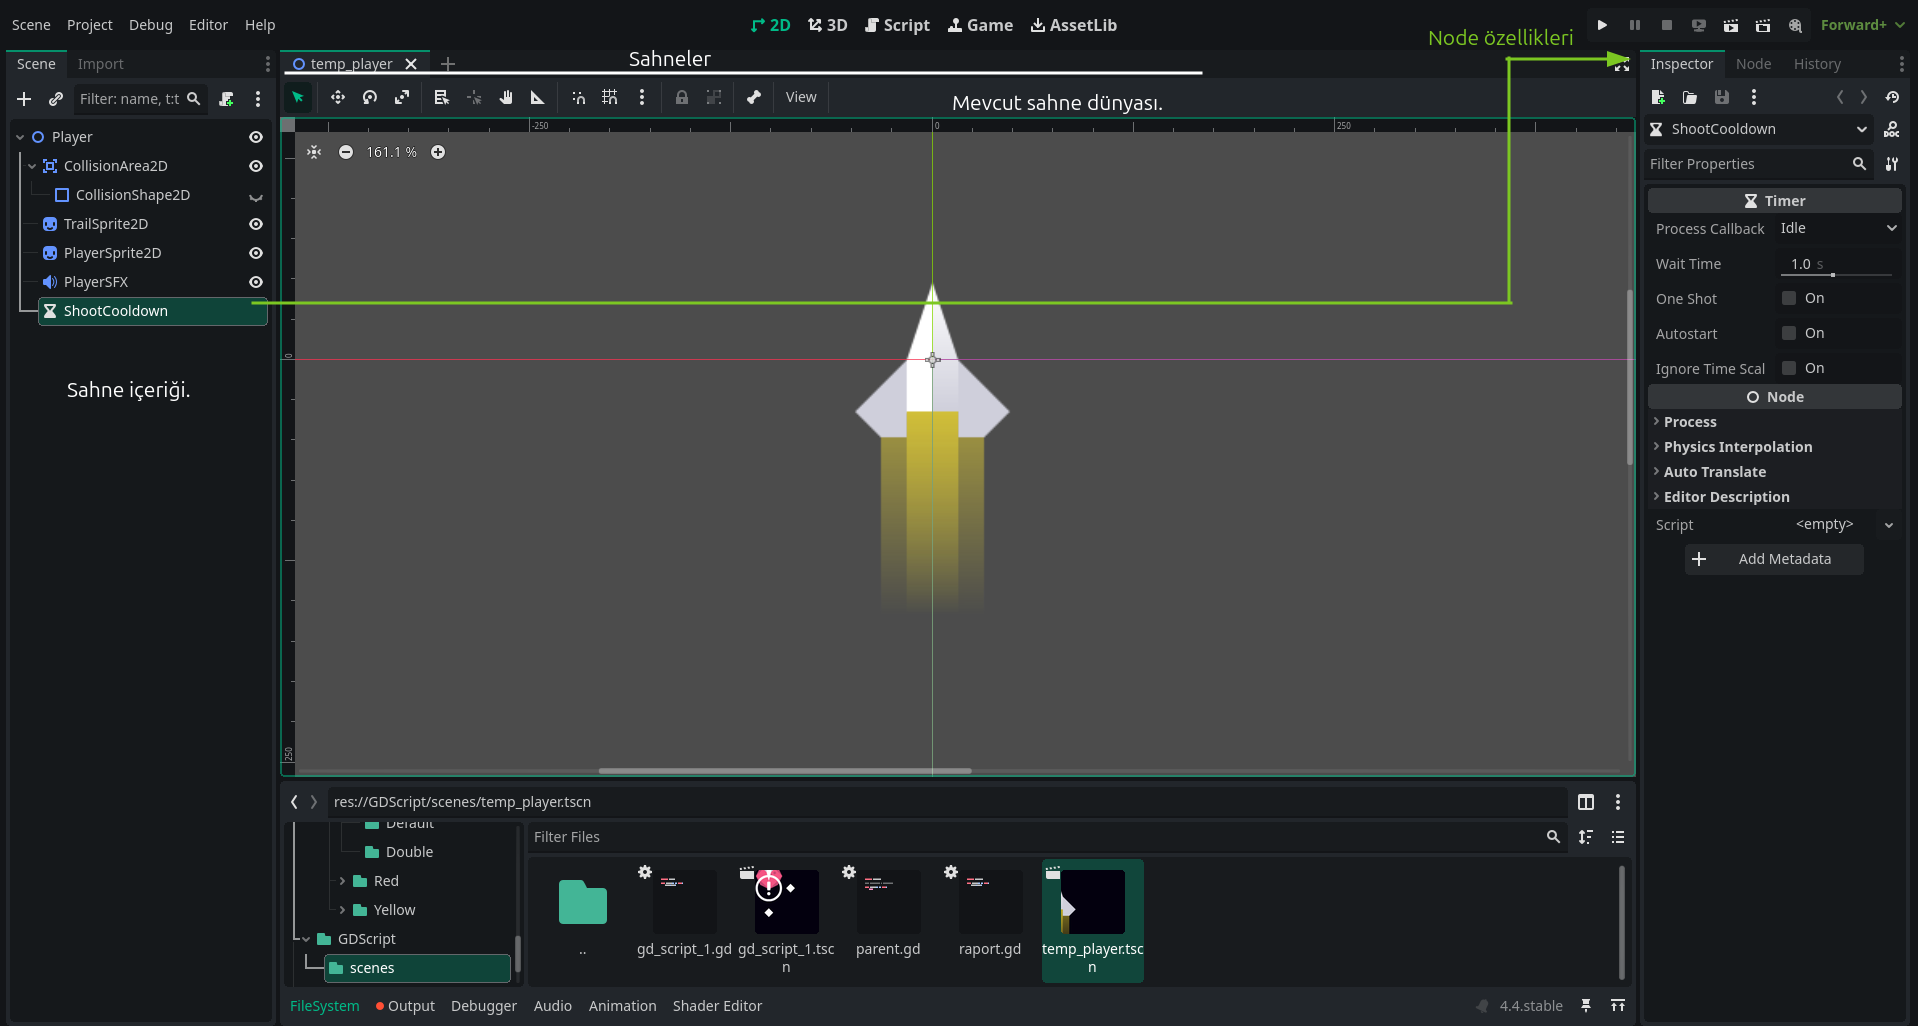 Scene Project Debug Editor Help
2D 3D Script Game AssetLib
Forward+
Node özellikleri
Scene Import
temp_player
Sahneler
Inspector Node History
Filter: name, t:t
View
Mevcut sahne dünyası.
-250 0 250
161.1 %
0
250
Player
CollisionArea2D
CollisionShape2D
TrailSprite2D
PlayerSprite2D
PlayerSFX
ShootCooldown
Sahne içeriği.
ShootCooldown
Filter Properties
Timer
Process Callback Idle
Wait Time 1.0 s
One Shot On
Autostart On
Ignore Time Scal On
Node
Process
Physics Interpolation
Auto Translate
Editor Description
Script <empty>
Add Metadata
res://GDScript/scenes/temp_player.tscn
Default
Double
Red
Yellow
GDScript
scenes
Filter Files
..
gd_script_1.gd
gd_script_1.tsc
n
parent.gd
raport.gd
temp_player.tsc
n
FileSystem Output Debugger Audio Animation Shader Editor
4.4.stable